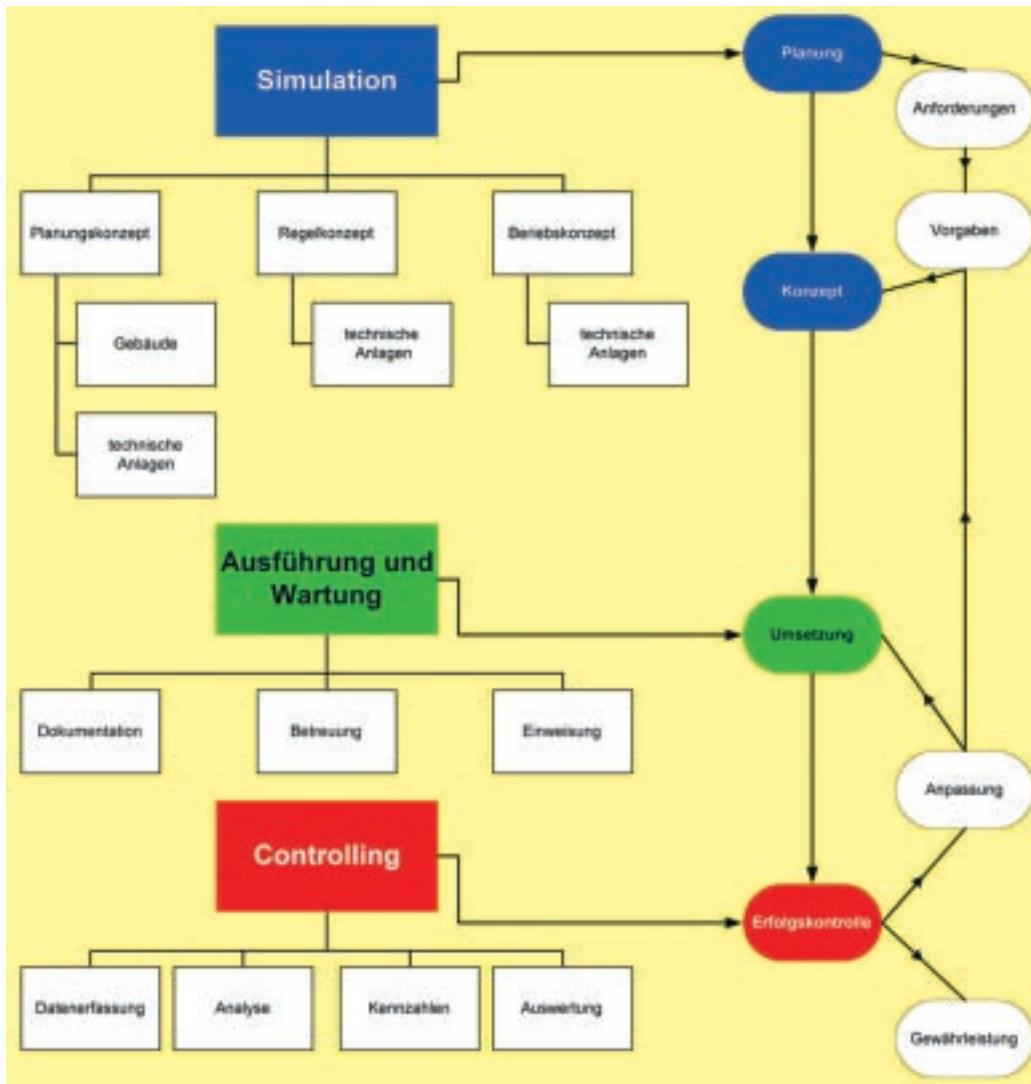 Simulation
Planung
Anforderungen
Planungskonzept
Regelkonzept
Beriebskonzept
Vorgaben
Konzept
Gebäude
technische
Anlagen
technische
Anlagen
technische
Anlagen
Ausführung und
Wartung
Umsetzung
Dokumentation
Betreuung
Einweisung
Anpassung
Controlling
Erfolgskontrolle
Datenerfassung
Analyse
Kennzahlen
Auswertung
Gewährleistung